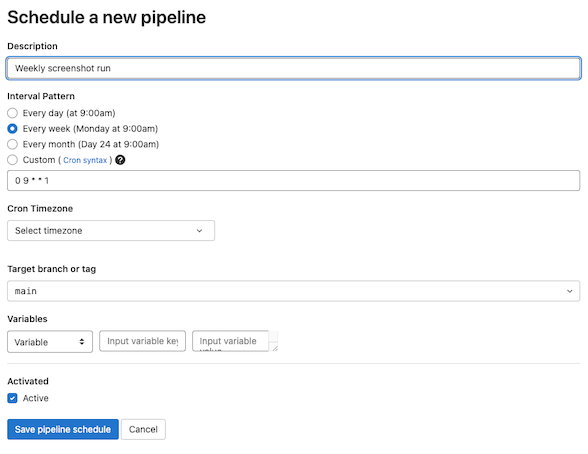 Schedule a new pipeline
Description
Weekly screenshot run
Interval Pattern
Every day (at 9:00am)
Every week (Monday at 9:00am)
Every month (Day 24 at 9:00am)
Custom ( Cron syntax ) ?
0 9 * * 1
Cron Timezone
Select timezone
Target branch or tag
main
Variables
Variable Input variable key Input variable
value
Activated
Active
Save pipeline schedule Cancel